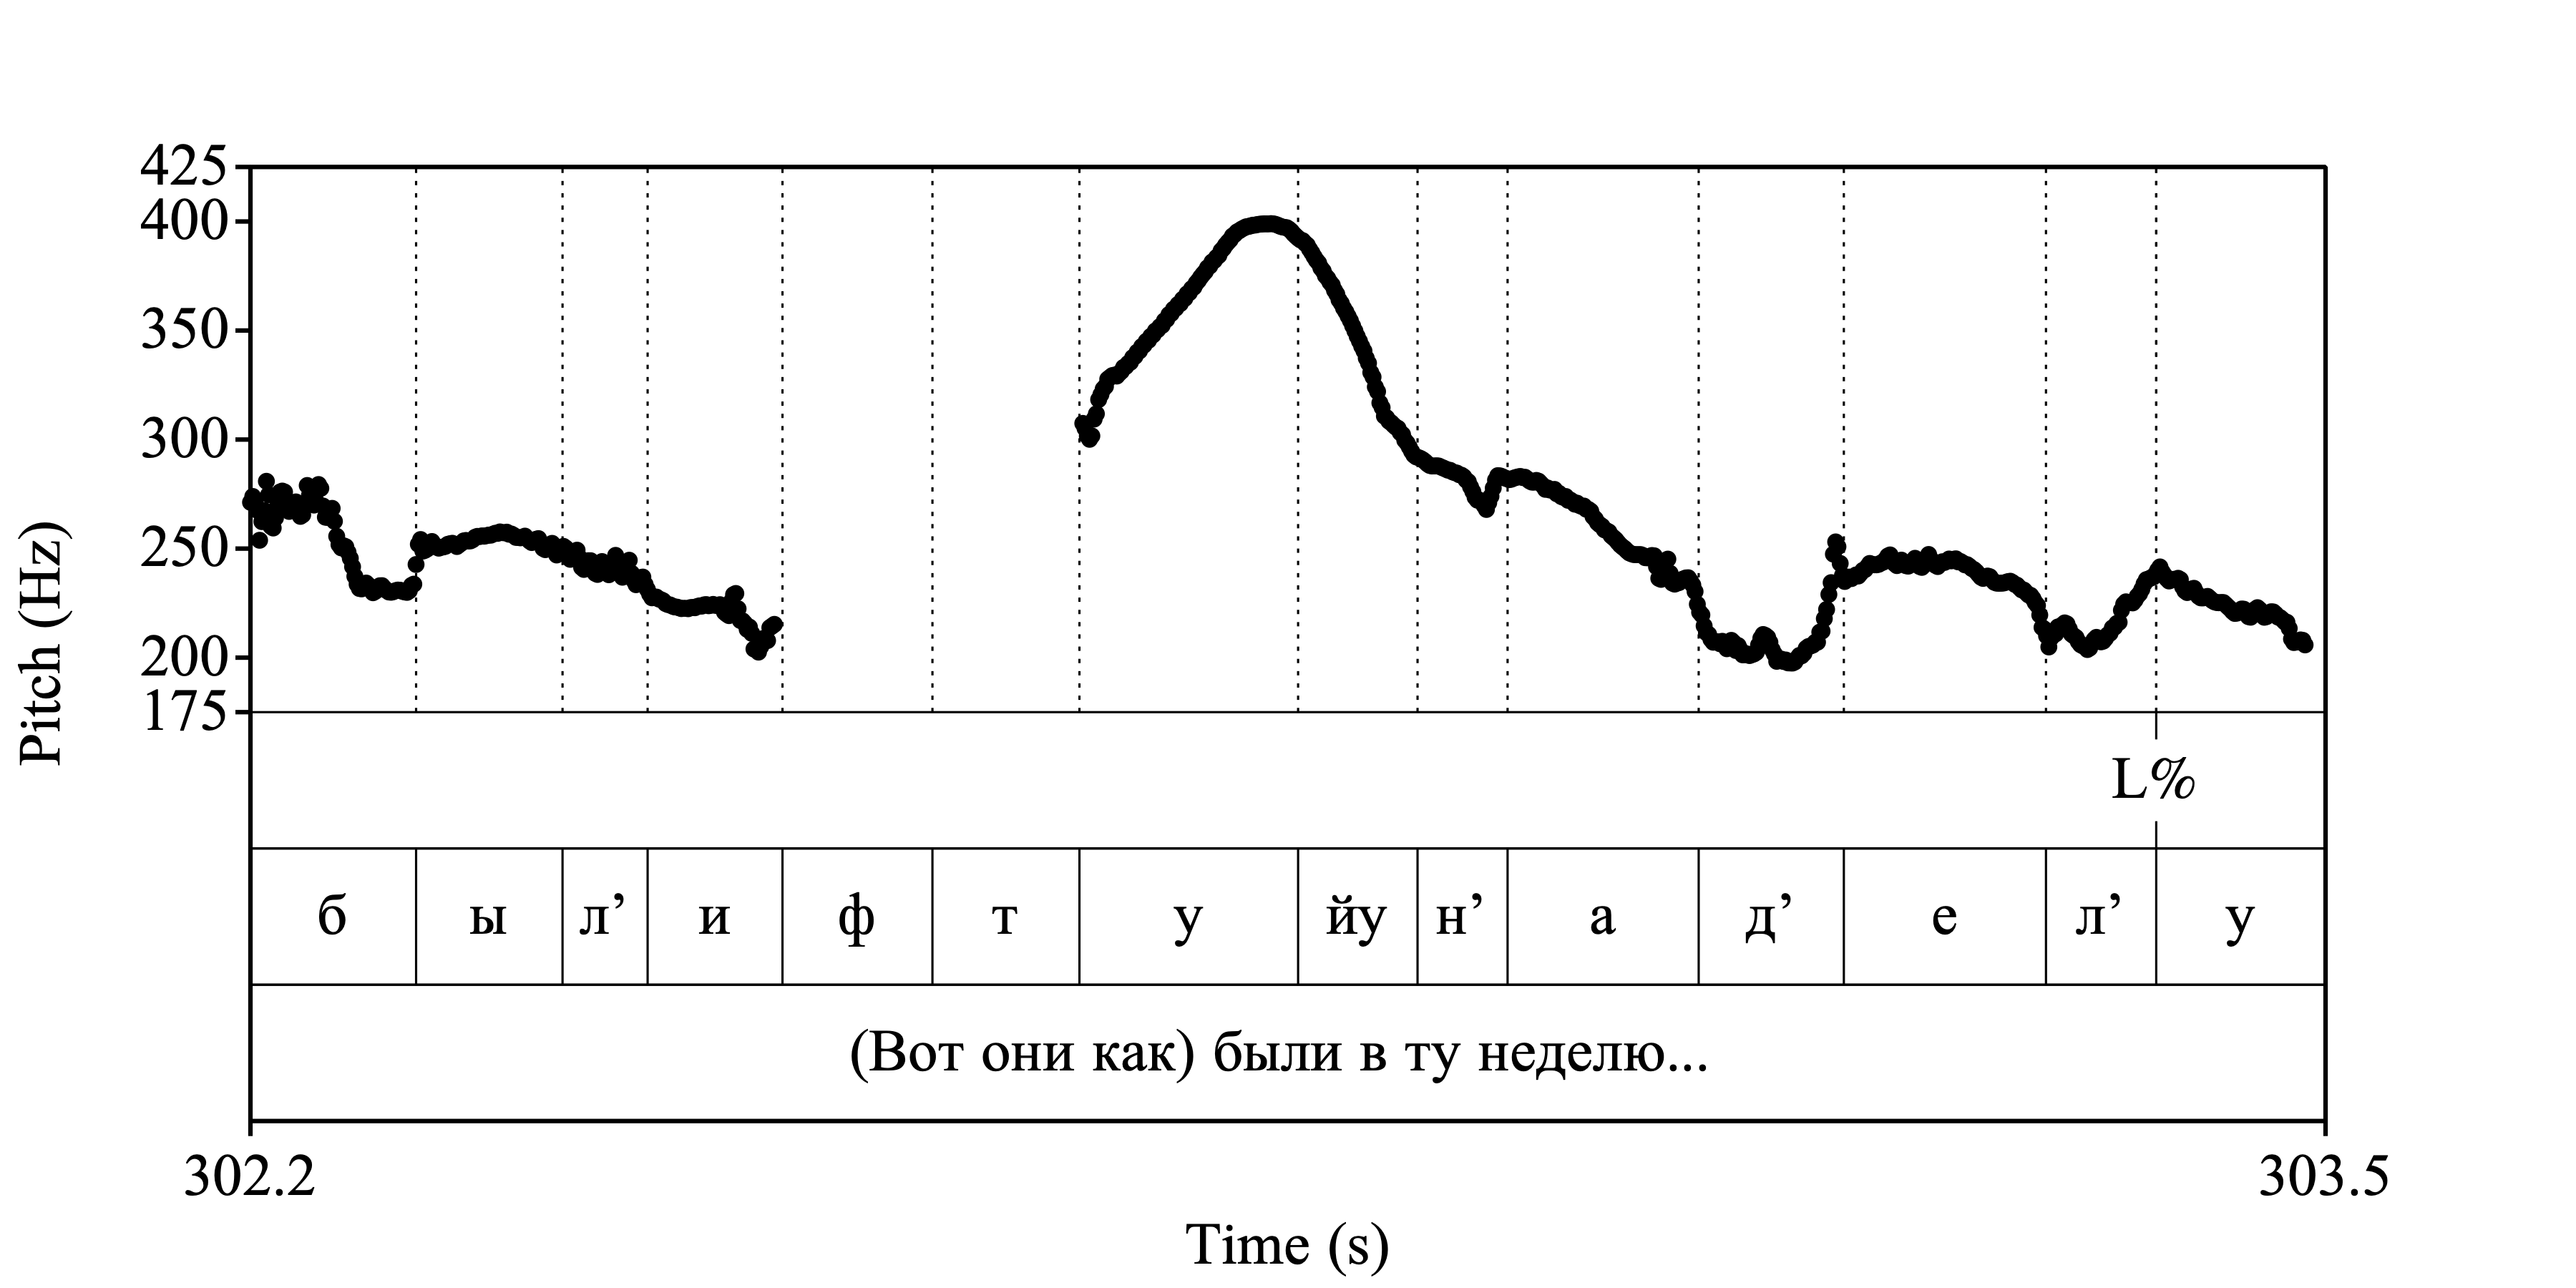 425
400
350
300
250
200
175
Pitch (Hz)
L%
б ы л’ и ф т у йу н’ а д’ е л’ у
(Вот они как) были в ту неделю...
302.2 303.5
Time (s)